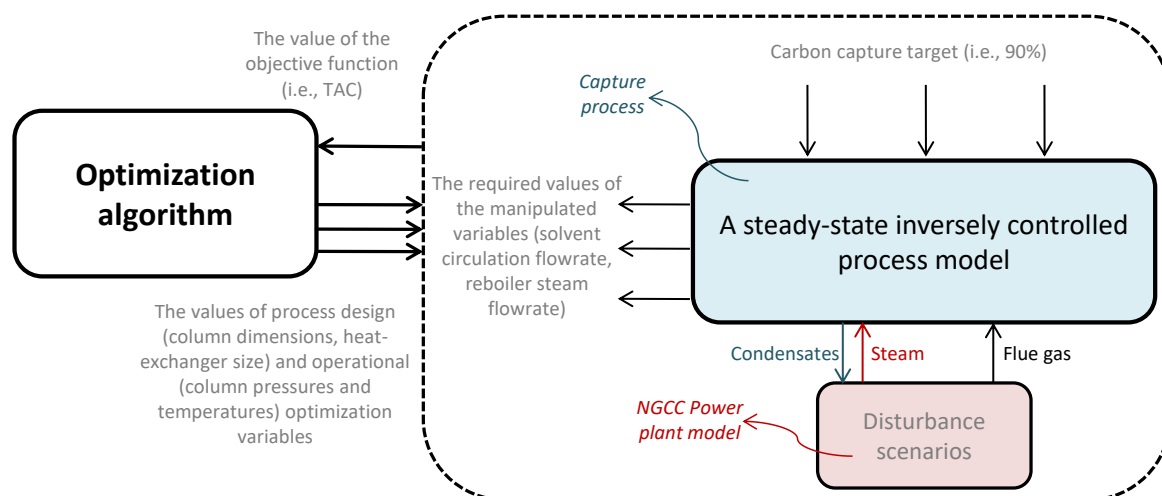 The value of the
objective function
(i.e., TAC)
Optimization
algorithm
The values of process design
(column dimensions, heat-
exchanger size) and operational
(column pressures and
temperatures) optimization
variables
Carbon capture target (i.e., 90%)
Capture
process
The required values of
the manipulated
variables (solvent
circulation flowrate,
reboiler steam
flowrate)
A steady-state inversely controlled
process model
Condensates
Steam
Flue gas
NGCC Power
plant model
Disturbance
scenarios